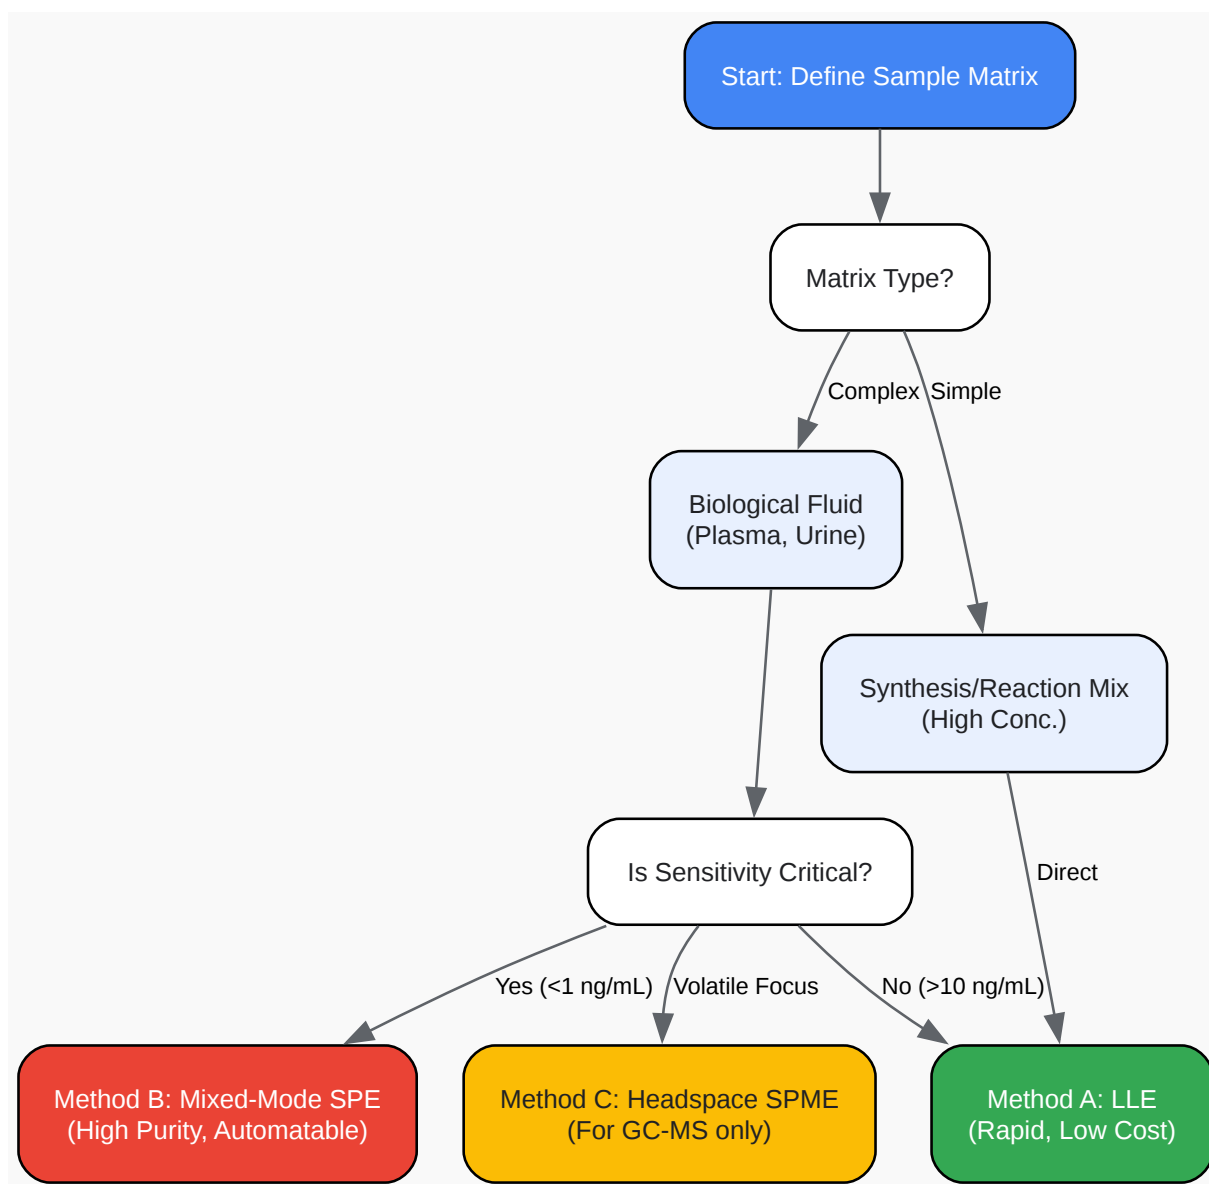 Start: Define Sample Matrix
Matrix Type?
Complex
Simple
Biological Fluid
(Plasma, Urine)
Synthesis/Reaction Mix
(High Conc.)
Is Sensitivity Critical?
Direct
Yes (<1 ng/mL)
Volatile Focus
No (>10 ng/mL)
Method B: Mixed-Mode SPE
(High Purity, Automatable)
Method C: Headspace SPME
(For GC-MS only)
Method A: LLE
(Rapid, Low Cost)